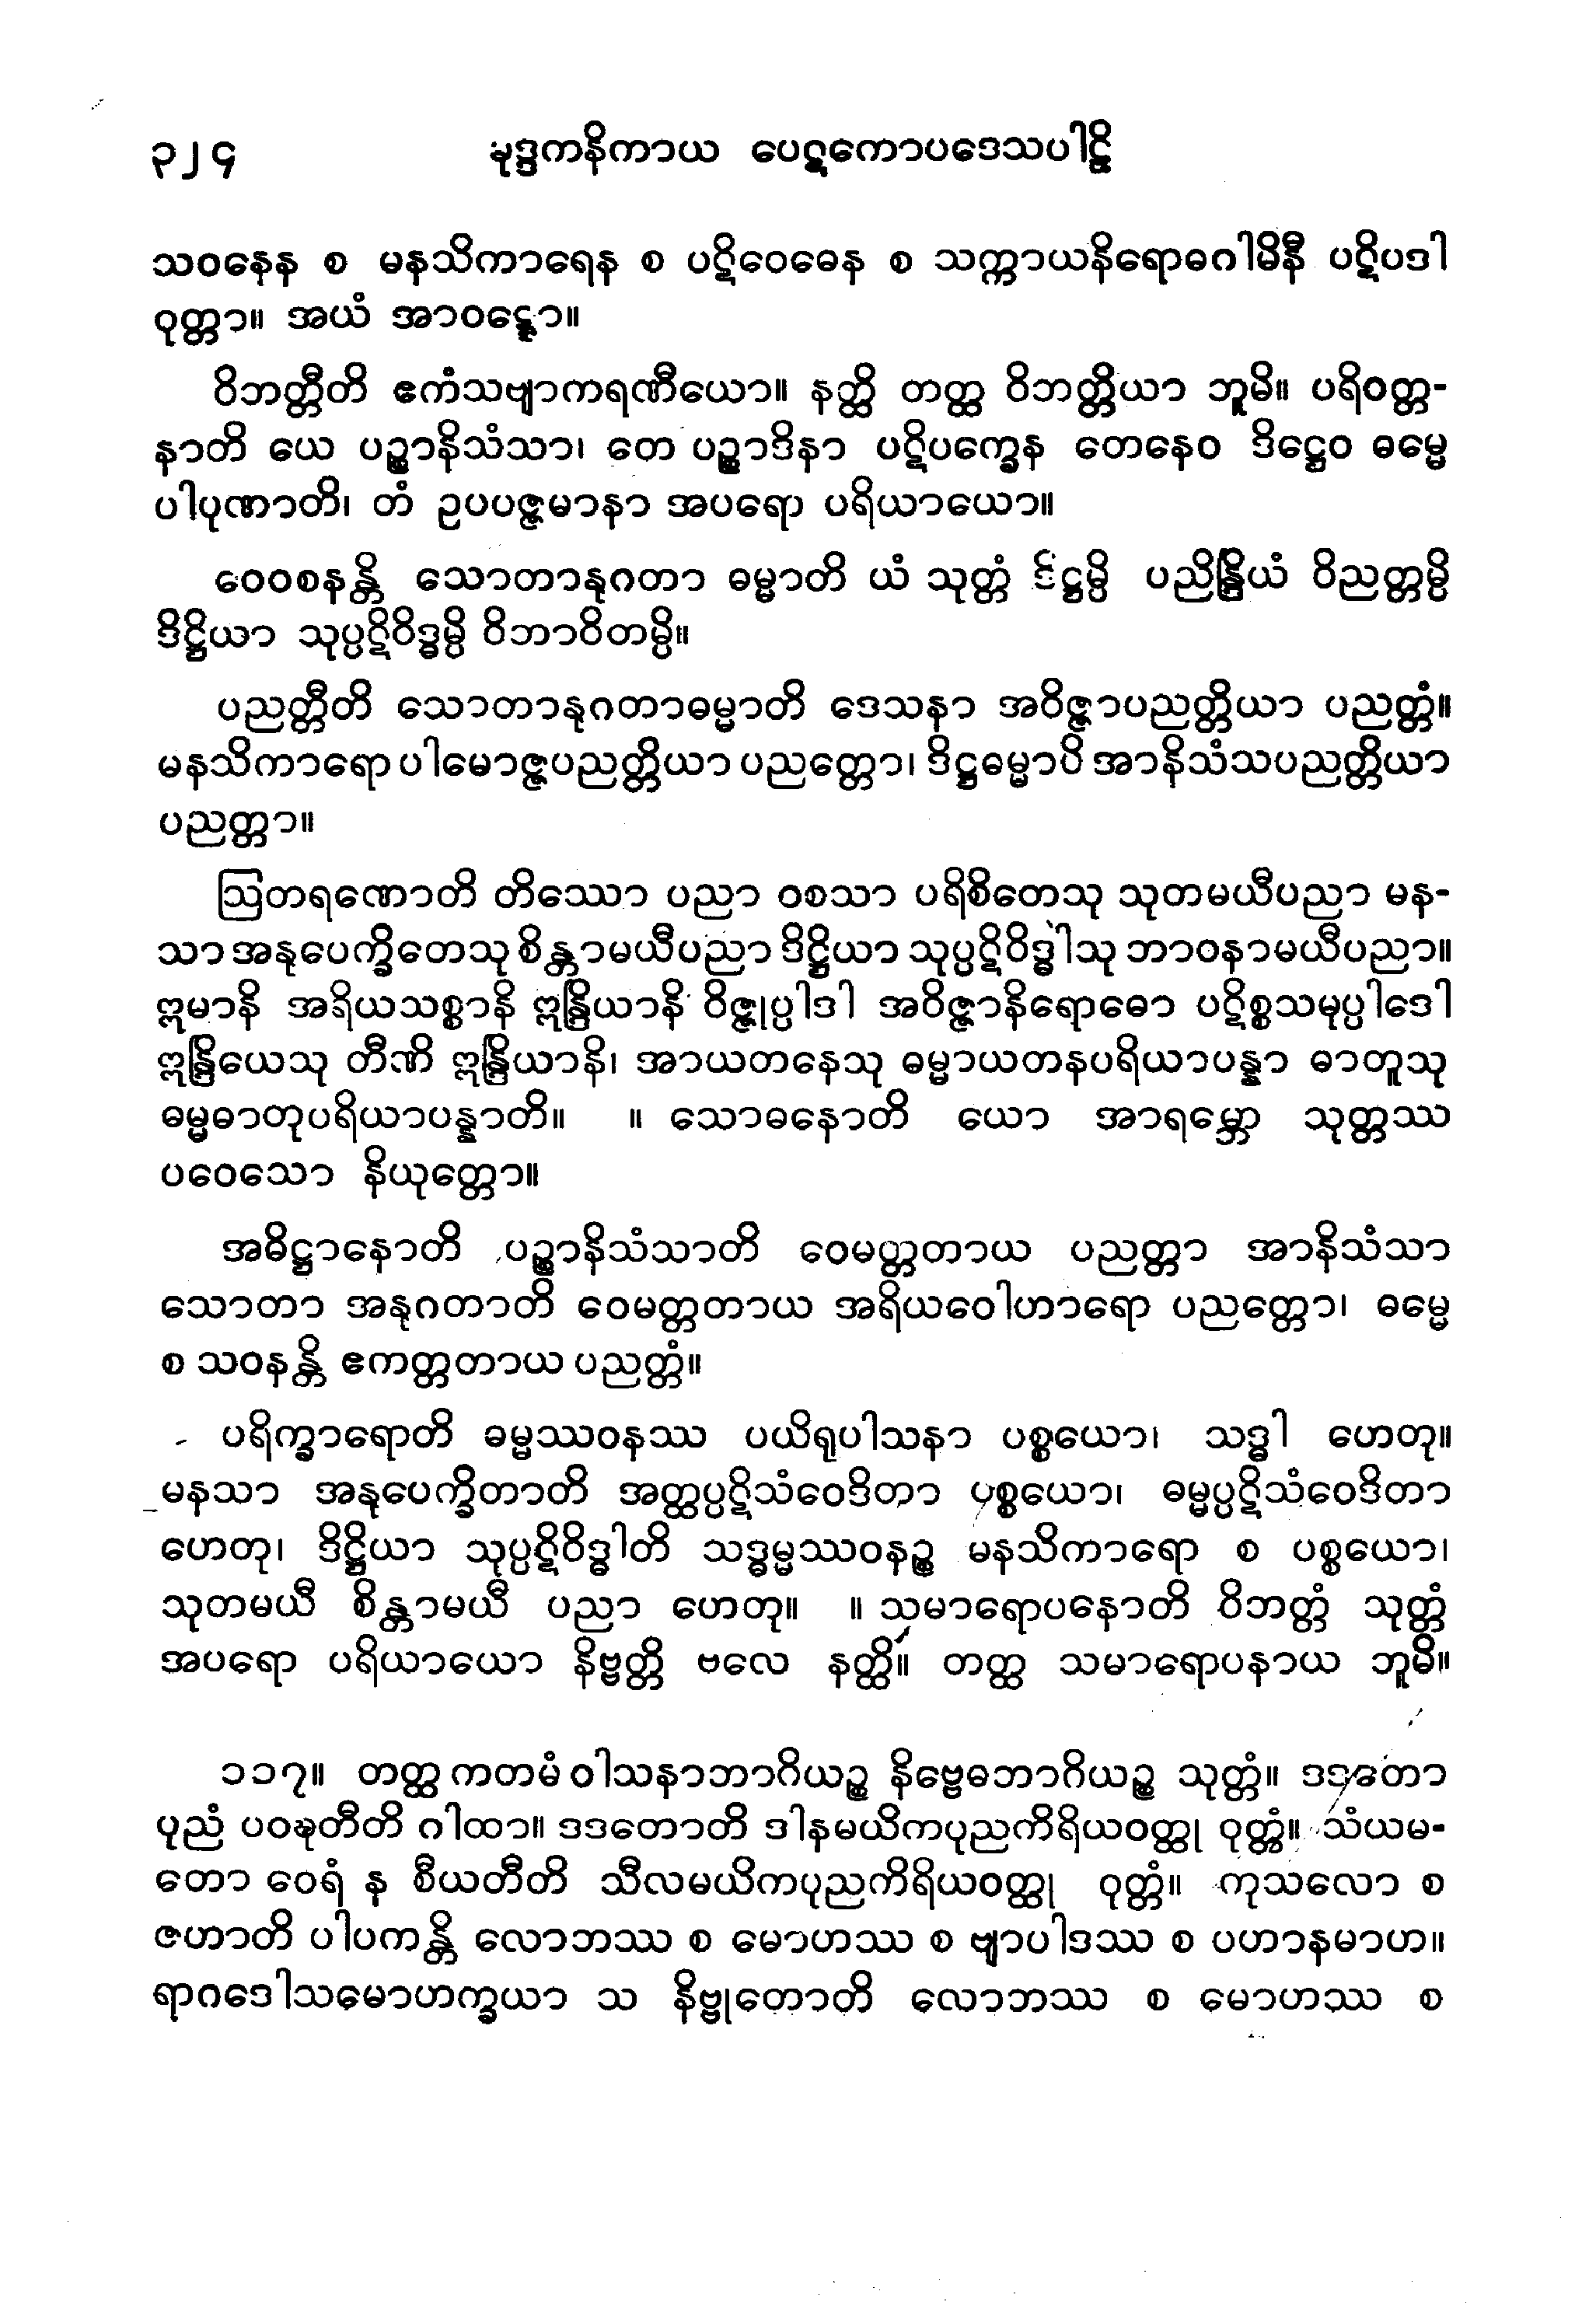 ၃၂၄ ခုဒ္ဒကနိကာယ ပေဋကောပဒေသပါဠိ
သဝနေန စ မနသိကာရေန စ ပဋိဝေဓေန စ သက္ကာယနိရောဓဂါမိနီ ပဋိပဒါ
ဝုတ္တာ။ အယံ အာဝဋ္ဋော။
ဝိဘတ္တီတိ ဧကံသဗျာကရဏီယော။ နတ္ထိ တတ္ထ ဝိဘတ္တိယာ ဘူမိ။ ပရိဝတ္တ-
နာတိ ယေ ပဉ္စာနိသံသာ၊ တေ ပဉ္စာဒိနာ ပဋိပက္ခေန တေနေဝ ဒိဋ္ဌေဝ ဓမ္မေ
ပါပုဏာတိ၊ တံ ဥပပဇ္ဇမာနာ အပရော ပရိယာယော။
ဝေဝစနန္တိ သောတာနုဂတာ ဓမ္မာတိ ယံ သုတ္တံ ဒိဋ္ဌမ္ပိ ပညိန္ဒြိယံ ဝိညတ္တမ္ပိ
ဒိဋ္ဌိယာ သုပ္ပဋိဝိဒ္ဓမ္ပိ ဝိဘာဝိတမ္ပိ။
ပညတ္တီတိ သောတာနုဂတာဓမ္မာတိ ဒေသနာ အဝိဇ္ဇာပညတ္တိယာ ပညတ္တံ။
မနသိကာရော ပါမောဇ္ဇပညတ္တိယာ ပညတ္တော၊ ဒိဋ္ဌဓမ္မာပိ အာနိသံသပညတ္တိယာ
ပညတ္တာ။
ဩတရဏောတိ တိဿော ပညာ ဝစသာ ပရိစိတေသု သုတမယီပညာ မန-
သာ အနုပေက္ခိတေသု စိန္တာမယီပညာ ဒိဋ္ဌိယာ သုပ္ပဋိဝိဒ္ဓါသု ဘာဝနာမယီပညာ။
ဣမာနိ အရိယသစ္စာနိ ဣန္ဒြိယာနိ ဝိဇ္ဇုပ္ပါဒါ အဝိဇ္ဇာနိရောဓော ပဋိစ္စသမုပ္ပါဒေါ
ဣန္ဒြိယေသု တီဏိ ဣန္ဒြိယာနိ၊ အာယတနေသု ဓမ္မာယတနပရိယာပန္နာ ဓာတူသု
ဓမ္မဓာတုပရိယာပန္နာတိ။ ။ သောဓနောတိ ယော အာရမ္ဘော သုတ္တဿ
ပဝေသော နိယုတ္တော။
အဓိဋ္ဌာနောတိ ပဉ္စာနိသံသာတိ ဝေမတ္တတာယ ပညတ္တာ အာနိသံသာ
သောတာ အနုဂတာတိ ဝေမတ္တတာယ အရိယဝေါဟာရော ပညတ္တော၊ ဓမ္မေ
စ သဝနန္တိ ဧကတ္တတာယ ပညတ္တံ။
ပရိက္ခာရောတိ ဓမ္မဿဝနဿ ပယိရုပါသနာ ပစ္စယော၊ သဒ္ဓါ ဟေတု။
မနသာ အနုပေက္ခိတာတိ အတ္ထပ္ပဋိသံဝေဒိတာ ပစ္စယော၊ ဓမ္မပ္ပဋိသံဝေဒိတာ
ဟေတု၊ ဒိဋ္ဌိယာ သုပ္ပဋိဝိဒ္ဓါတိ သဒ္ဓမ္မဿဝနဉ္စ မနသိကာရော စ ပစ္စယော၊
သုတမယီ စိန္တာမယီ ပညာ ဟေတု။ ။ သမာရောပနောတိ ဝိဘတ္တံ သုတ္တံ
အပရော ပရိယာယော နိဗ္ဗတ္တိ ဗလေ နတ္ထိ။ တတ္ထ သမာရောပနာယ ဘူမိ။
၁၁၇။ တတ္ထ ကတမံ ဝါသနာဘာဂိယဉ္စ နိဗ္ဗေဓဘာဂိယဉ္စ သုတ္တံ။ ဒဒတော
ပုညံ ပဝဍ္ဎတီတိ ဂါထာ။ ဒဒတောတိ ဒါနမယိကပုညကိရိယဝတ္ထု ဝုတ္တံ။ သံယမ-
တော ဝေရံ န စီယတီတိ သီလမယိကပုညကိရိယဝတ္ထု ဝုတ္တံ။ ကုသလော စ
ဇဟာတိ ပါပကန္တိ လောဘဿ စ မောဟဿ စ ဗျာပါဒဿ စ ပဟာနမာဟ။
ရာဂဒေါသမောဟက္ခယာ သ နိဗ္ဗုတောတိ လောဘဿ စ မောဟဿ စ